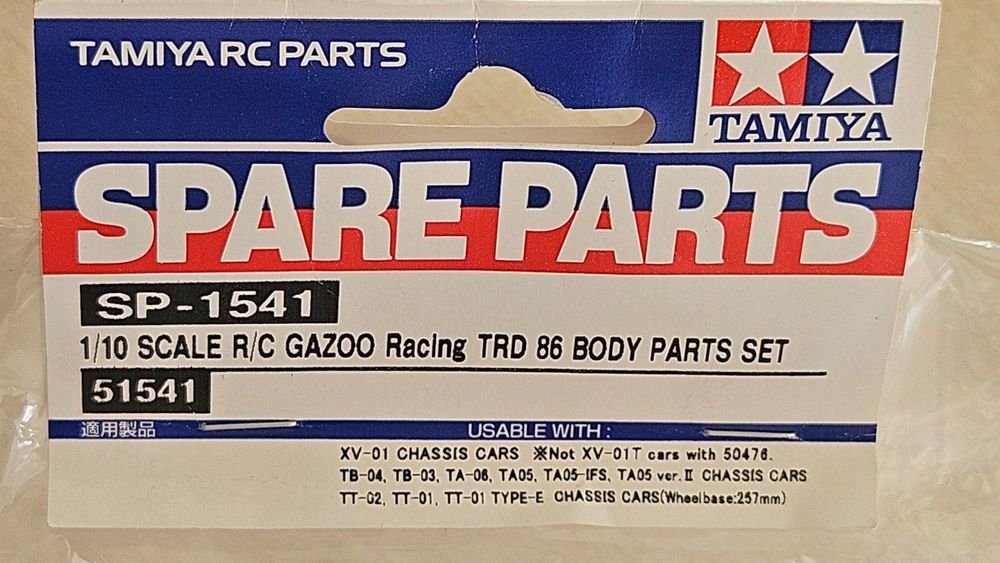 TAMIYA RC PARTS
TAMIYA
SPARE PARTS
SP-1541
1/10 SCALE R/C GAZOO Racing TRD 86 BODY PARTS SET
51541
適用製品 USABLE WITH :
XV-01 CHASSIS CARS ※Not XV-01T cars with 50476.
TB-04, TB-03, TA-06, TA05, TA05-IFS, TA05 ver.Ⅱ CHASSIS CARS
TT-02, TT-01, TT-01 TYPE-E CHASSIS CARS(Wheelbase:257mm)